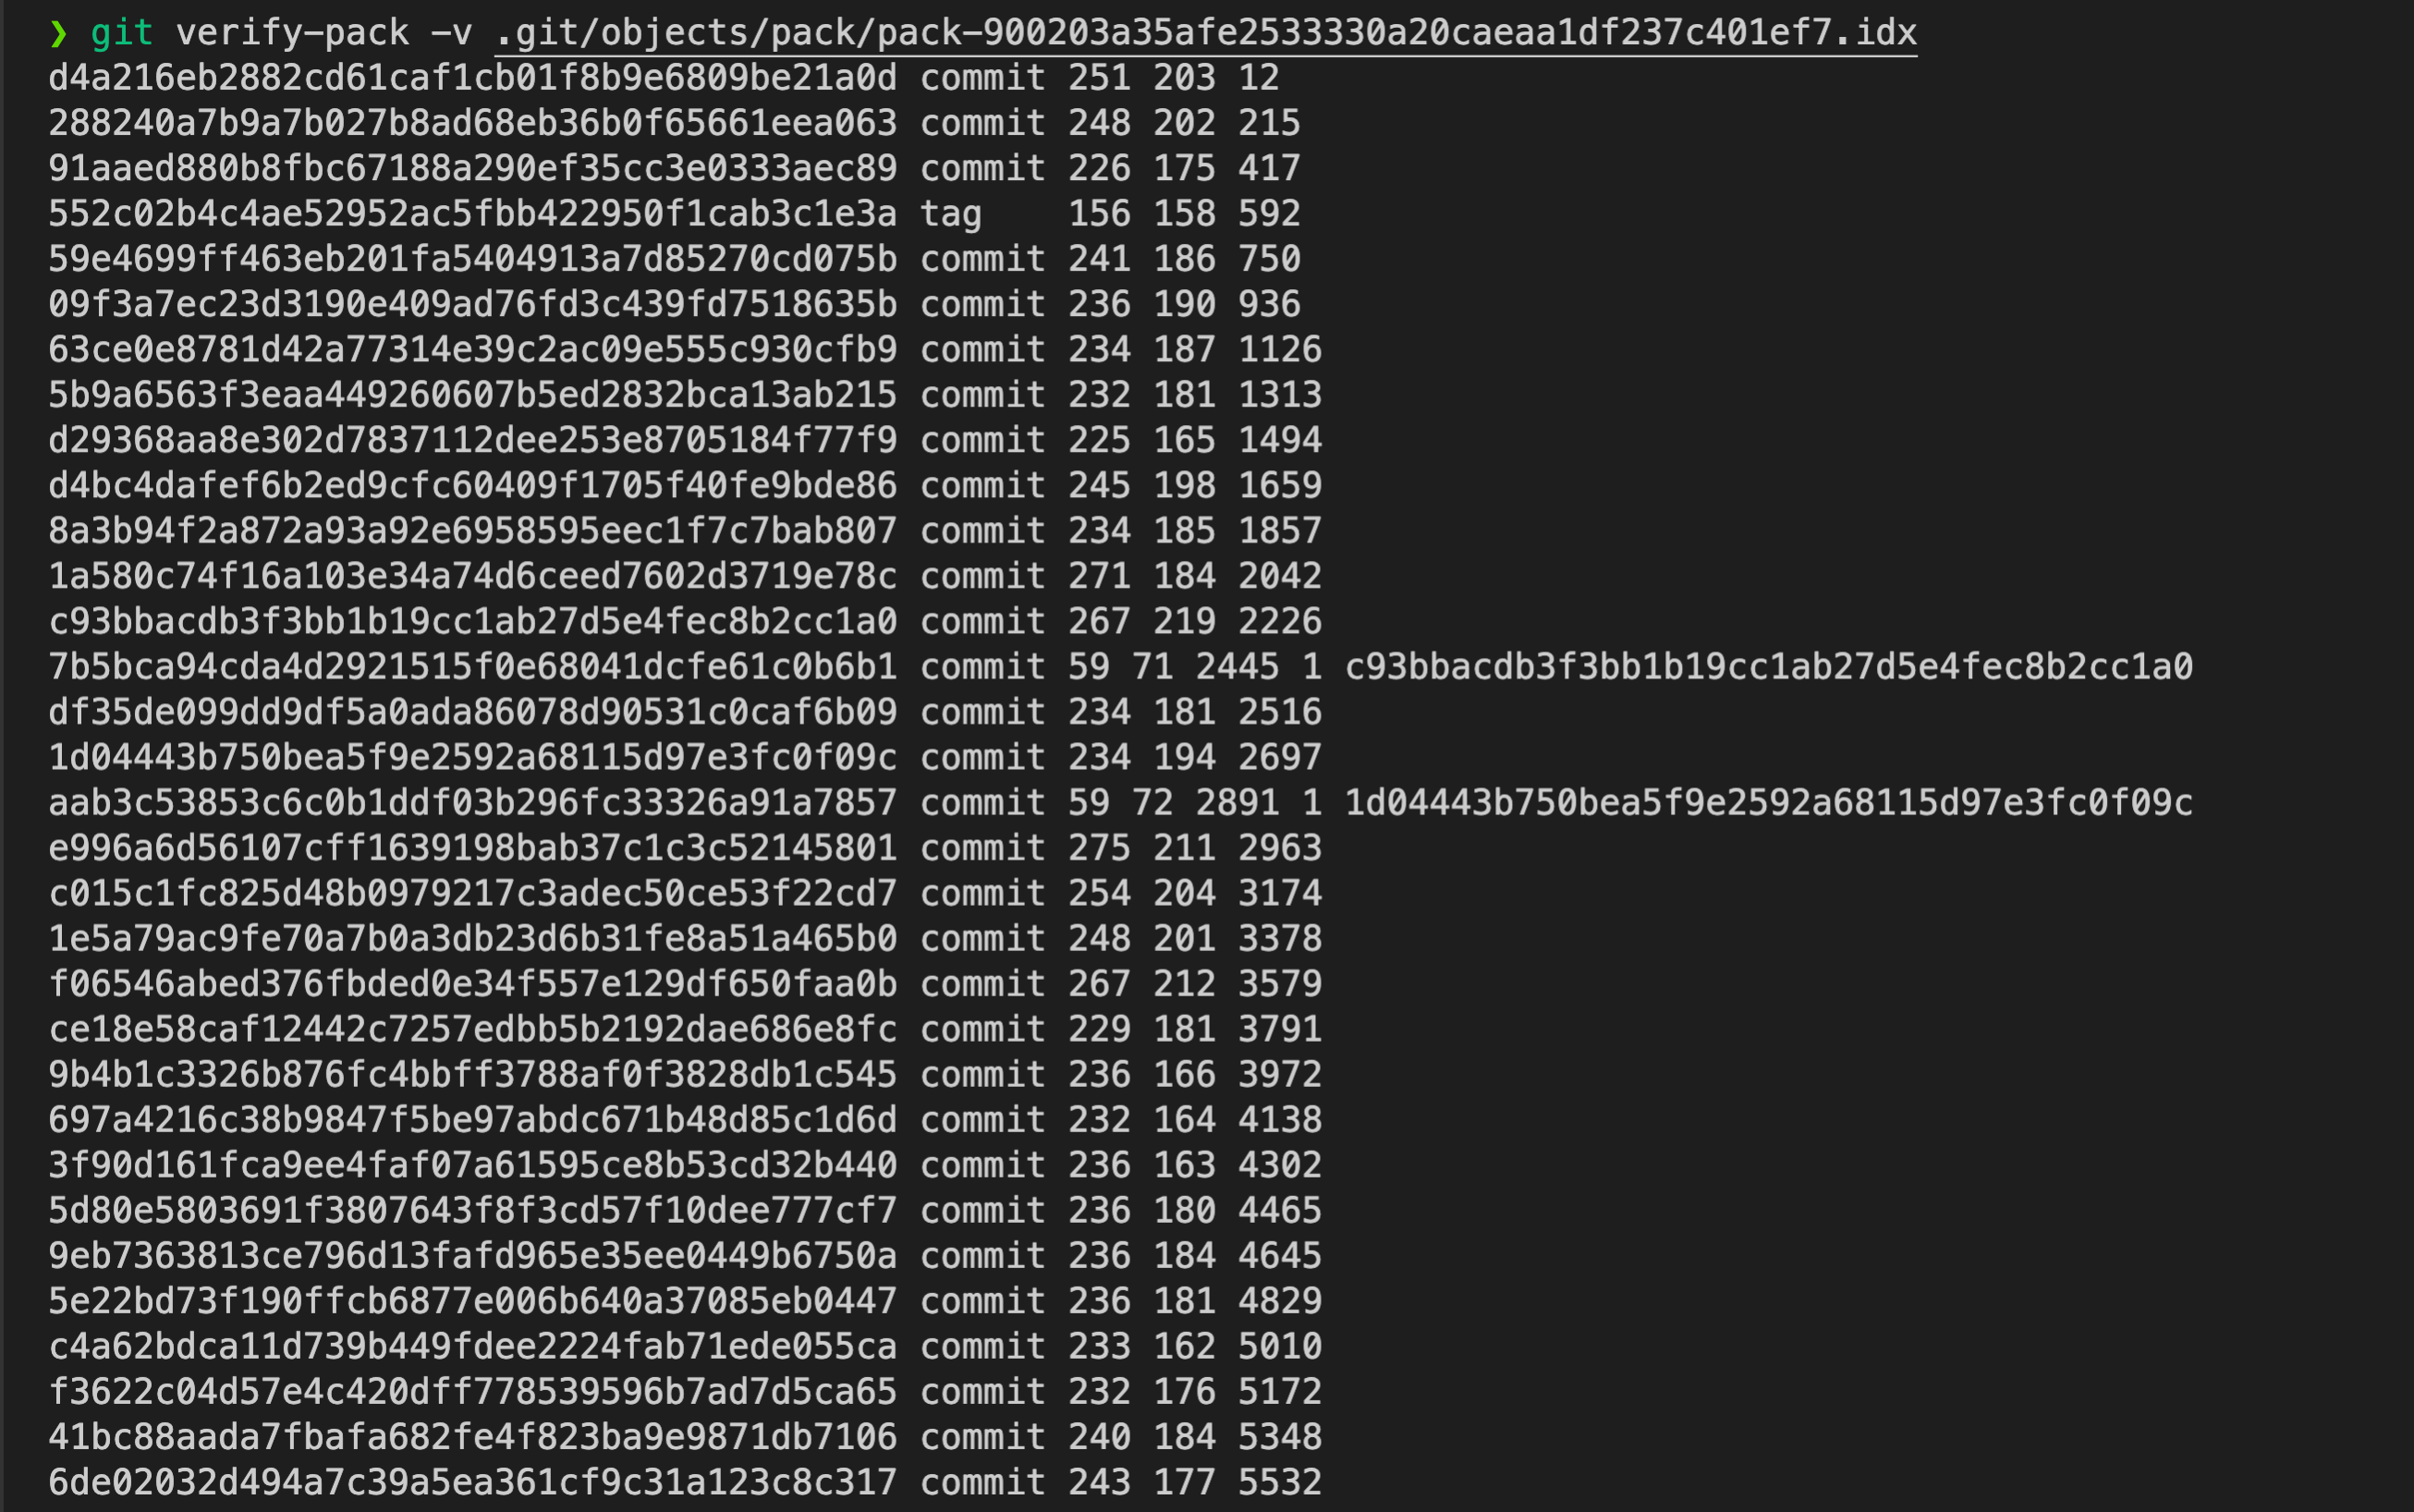 ❯ git verify-pack -v .git/objects/pack/pack-900203a35afe2533330a20caeaa1df237c401ef7.idx
d4a216eb2882cd61caf1cb01f8b9e6809be21a0d commit 251 203 12
288240a7b9a7b027b8ad68eb36b0f65661eea063 commit 248 202 215
91aaed880b8fbc67188a290ef35cc3e0333aec89 commit 226 175 417
552c02b4c4ae52952ac5fbb422950f1cab3c1e3a tag    156 158 592
59e4699ff463eb201fa5404913a7d85270cd075b commit 241 186 750
09f3a7ec23d3190e409ad76fd3c439fd7518635b commit 236 190 936
63ce0e8781d42a77314e39c2ac09e555c930cfb9 commit 234 187 1126
5b9a6563f3eaa449260607b5ed2832bca13ab215 commit 232 181 1313
d29368aa8e302d7837112dee253e8705184f77f9 commit 225 165 1494
d4bc4dafef6b2ed9cfc60409f1705f40fe9bde86 commit 245 198 1659
8a3b94f2a872a93a92e6958595eec1f7c7bab807 commit 234 185 1857
1a580c74f16a103e34a74d6ceed7602d3719e78c commit 271 184 2042
c93bbacdb3f3bb1b19cc1ab27d5e4fec8b2cc1a0 commit 267 219 2226
7b5bca94cda4d2921515f0e68041dcfe61c0b6b1 commit 59 71 2445 1 c93bbacdb3f3bb1b19cc1ab27d5e4fec8b2cc1a0
df35de099dd9df5a0ada86078d90531c0caf6b09 commit 234 181 2516
1d04443b750bea5f9e2592a68115d97e3fc0f09c commit 234 194 2697
aab3c53853c6c0b1ddf03b296fc33326a91a7857 commit 59 72 2891 1 1d04443b750bea5f9e2592a68115d97e3fc0f09c
e996a6d56107cff1639198bab37c1c3c52145801 commit 275 211 2963
c015c1fc825d48b0979217c3adec50ce53f22cd7 commit 254 204 3174
1e5a79ac9fe70a7b0a3db23d6b31fe8a51a465b0 commit 248 201 3378
f06546abed376fbded0e34f557e129df650faa0b commit 267 212 3579
ce18e58caf12442c7257edbb5b2192dae686e8fc commit 229 181 3791
9b4b1c3326b876fc4bbff3788af0f3828db1c545 commit 236 166 3972
697a4216c38b9847f5be97abdc671b48d85c1d6d commit 232 164 4138
3f90d161fca9ee4faf07a61595ce8b53cd32b440 commit 236 163 4302
5d80e5803691f3807643f8f3cd57f10dee777cf7 commit 236 180 4465
9eb7363813ce796d13fafd965e35ee0449b6750a commit 236 184 4645
5e22bd73f190ffcb6877e006b640a37085eb0447 commit 236 181 4829
c4a62bdca11d739b449fdee2224fab71ede055ca commit 233 162 5010
f3622c04d57e4c420dff778539596b7ad7d5ca65 commit 232 176 5172
41bc88aada7fbafa682fe4f823ba9e9871db7106 commit 240 184 5348
6de02032d494a7c39a5ea361cf9c31a123c8c317 commit 243 177 5532